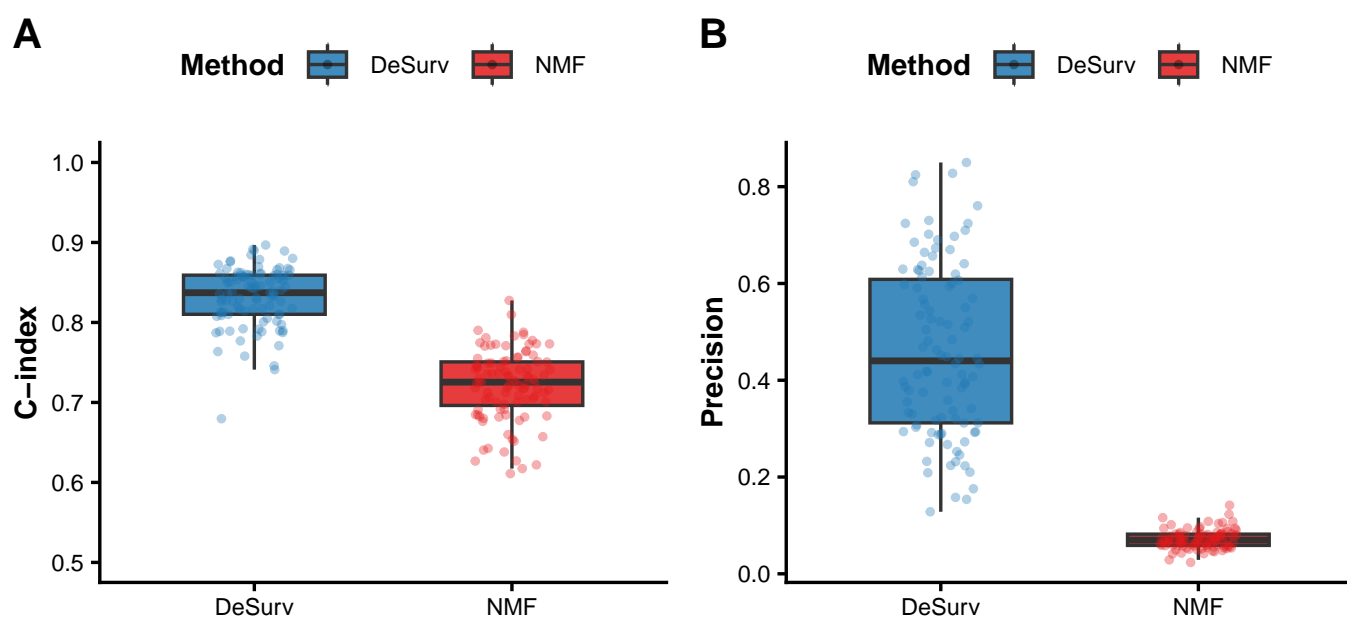 A
Method DeSurv NMF
C−index
1.0
0.9
0.8
0.7
0.6
0.5
DeSurv NMF
B
Method DeSurv NMF
Precision
0.8
0.6
0.4
0.2
0.0
DeSurv NMF